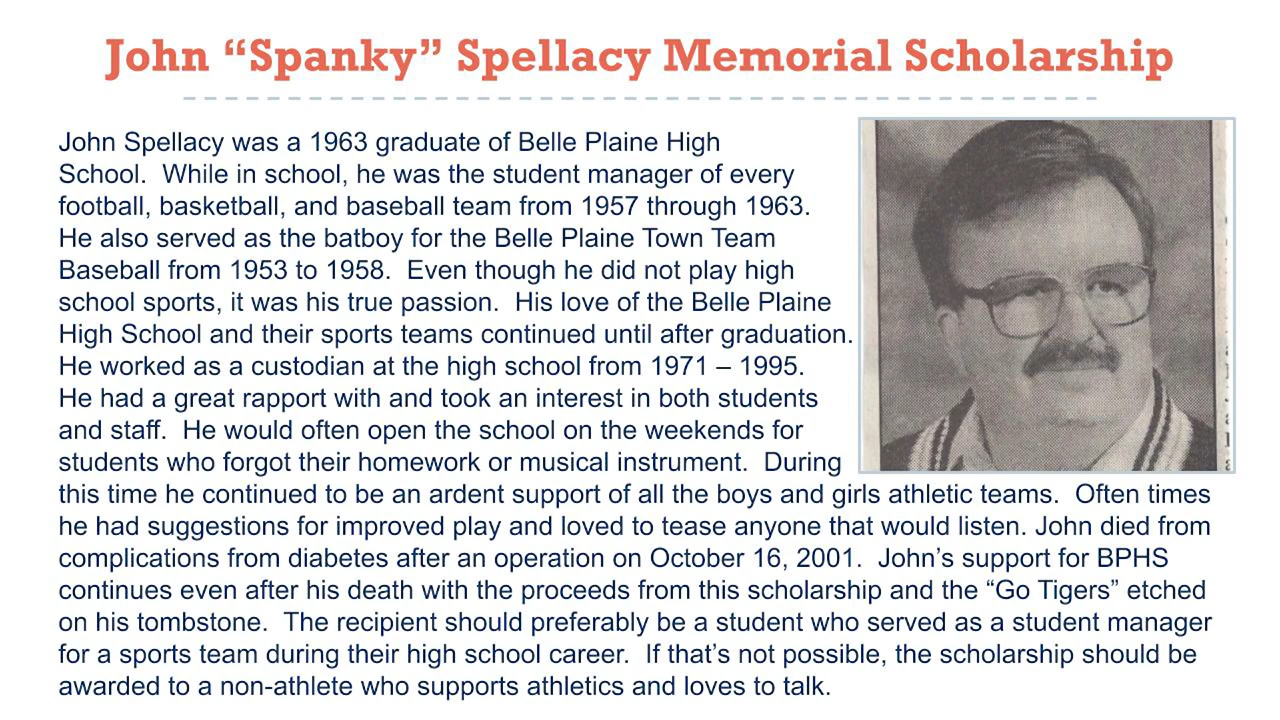 John “Spanky” Spellacy Memorial Scholarship
John Spellacy was a 1963 graduate of Belle Plaine High
School.  While in school, he was the student manager of every
football, basketball, and baseball team from 1957 through 1963.
He also served as the batboy for the Belle Plaine Town Team
Baseball from 1953 to 1958.  Even though he did not play high
school sports, it was his true passion.  His love of the Belle Plaine
High School and their sports teams continued until after graduation.
He worked as a custodian at the high school from 1971 – 1995.
He had a great rapport with and took an interest in both students
and staff.  He would often open the school on the weekends for
students who forgot their homework or musical instrument.  During
this time he continued to be an ardent support of all the boys and girls athletic teams.  Often times
he had suggestions for improved play and loved to tease anyone that would listen. John died from
complications from diabetes after an operation on October 16, 2001.  John’s support for BPHS
continues even after his death with the proceeds from this scholarship and the “Go Tigers” etched
on his tombstone.  The recipient should preferably be a student who served as a student manager
for a sports team during their high school career.  If that’s not possible, the scholarship should be
awarded to a non-athlete who supports athletics and loves to talk.